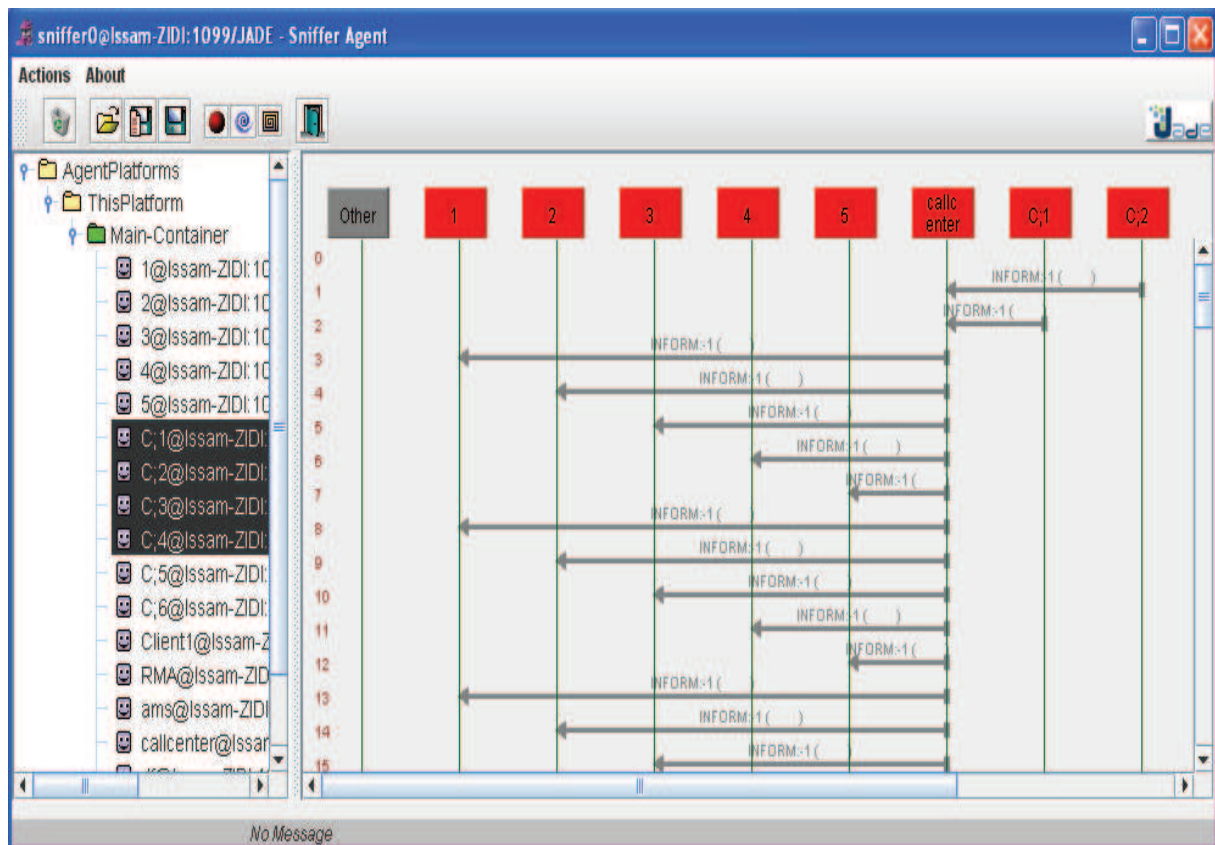 sniffer0@Issam-ZIDI:1099/JADE - Sniffer Agent
Actions About
Jade
AgentPlatforms
ThisPlatform
Main-Container
1@Issam-ZIDI:10
2@Issam-ZIDI:10
3@Issam-ZIDI:10
4@Issam-ZIDI:10
5@Issam-ZIDI:10
C;1@Issam-ZIDI:
C;2@Issam-ZIDI:
C;3@Issam-ZIDI:
C;4@Issam-ZIDI:
C;5@Issam-ZIDI:
C;6@Issam-ZIDI:
Client1@Issam-Z
RMA@Issam-ZID
ams@Issam-ZIDI
callcenter@Issar
Other 1 2 3 4 5 callc center C;1 C;2
0
INFORM:-1 ( )
1
INFORM:-1 ( )
2
INFORM:-1 ( )
3
INFORM:-1 ( )
4
INFORM:-1 ( )
5
INFORM:-1 ( )
6
INFORM:-1 ( )
7
INFORM:-1 ( )
8
INFORM:-1 ( )
9
INFORM:-1 ( )
10
INFORM:-1 ( )
11
INFORM:-1 ( )
12
INFORM:-1 ( )
13
INFORM:-1 ( )
14
INFORM:-1 ( )
15
No Message